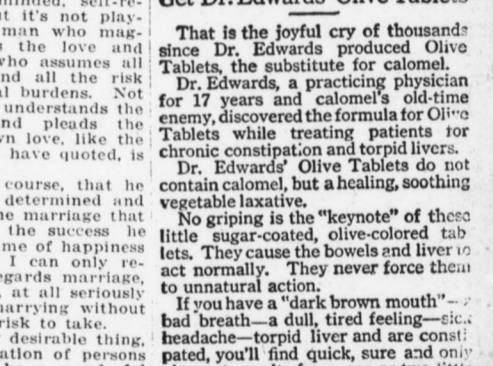 it's not play-
man who mag-
s the love and
who assumes all
nd all the risk
al burdens. Not
understands the
nd pleads the
vn love, like the
have quoted, is
course, that he
determined and
he marriage that
the success he
me of happiness
I can only re-
egards marriage,
, at all seriously
marrying without
risk to take.
desirable thing,
ation of persons
Get Dr. Edwards' Olive Tablets
That is the joyful cry of thousands
since Dr. Edwards produced Olive
Tablets, the substitute for calomel.
Dr. Edwards, a practicing physician
for 17 years and calomel's old-time
enemy, discovered the formula for Olive
Tablets while treating patients for
chronic constipation and torpid livers.
Dr. Edwards' Olive Tablets do not
contain calomel, but a healing, soothing
vegetable laxative.
No griping is the "keynote" of these
little sugar-coated, olive-colored tab
lets. They cause the bowels and liver to
act normally. They never force them
to unnatural action.
If you have a "dark brown mouth"—
bad breath—a dull, tired feeling—sick
headache—torpid liver and are consti
pated, you'll find quick, sure and only